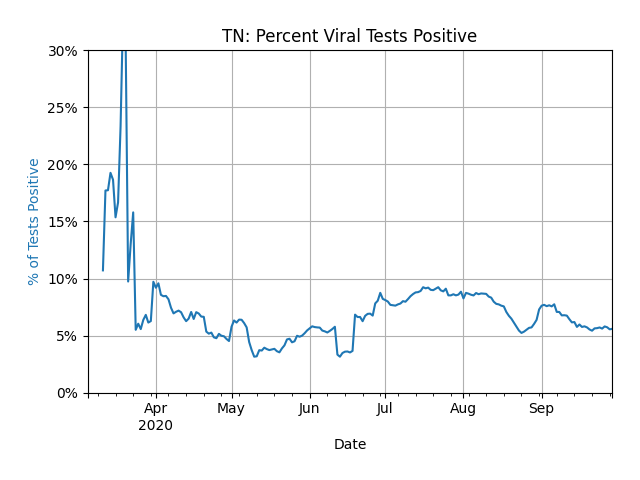 TN: Percent Viral Tests Positive
30%
25%
20%
15%
10%
5%
0%
% of Tests Positive
Apr
2020
May
Jun
Jul
Aug
Sep
Date